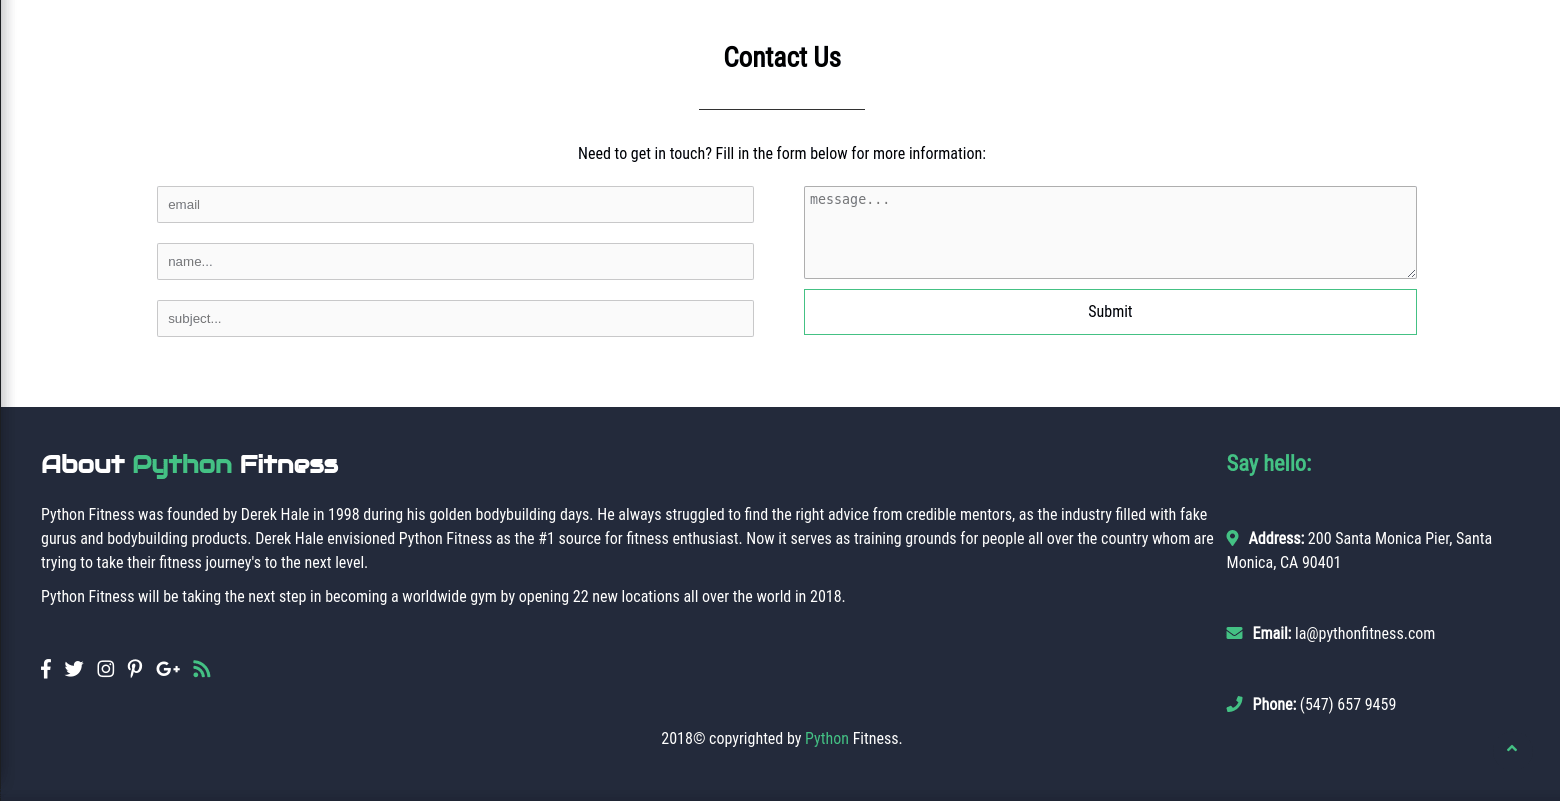 Contact Us
Need to get in touch? Fill in the form below for more information:
email
name...
subject...
message...
Submit
About Python Fitness
Python Fitness was founded by Derek Hale in 1998 during his golden bodybuilding days. He always struggled to find the right advice from credible mentors, as the industry filled with fake
gurus and bodybuilding products. Derek Hale envisioned Python Fitness as the #1 source for fitness enthusiast. Now it serves as training grounds for people all over the country whom are
trying to take their fitness journey's to the next level.
Python Fitness will be taking the next step in becoming a worldwide gym by opening 22 new locations all over the world in 2018.
Say hello:
Address: 200 Santa Monica Pier, Santa
Monica, CA 90401
Email: la@pythonfitness.com
Phone: (547) 657 9459
2018© copyrighted by Python Fitness.